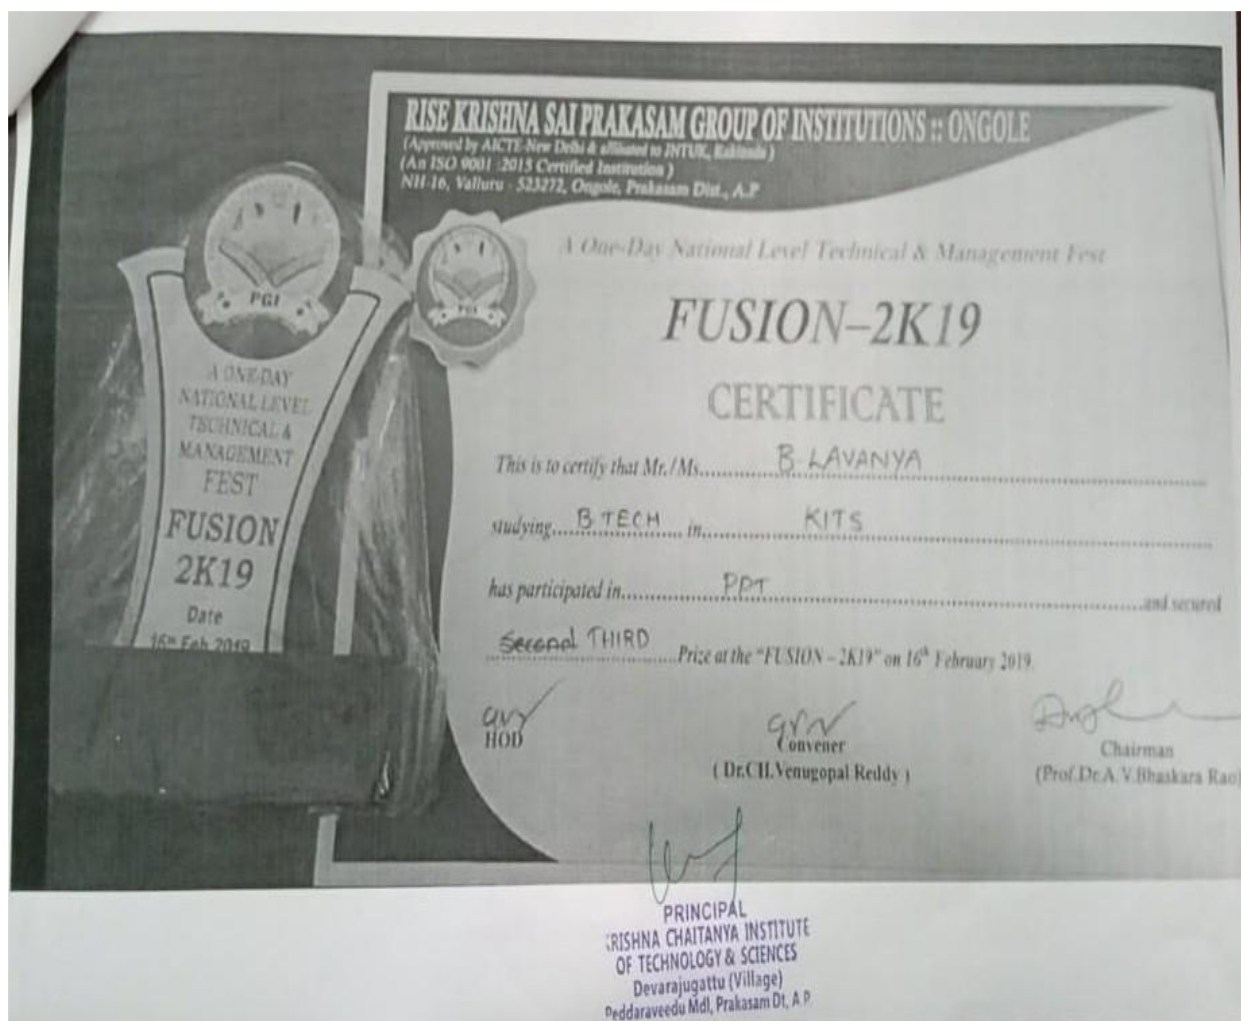 RISE KRISHNA SAI PRAKASAM GROUP OF INSTITUTIONS :: ONGOLE
(Approved by AICTE-New Delhi & affiliated to JNTUK, Kakinada )
(An ISO 9001 :2015 Certified Institution )
NH-16, Valluru - 523272, Ongole, Prakasam Dist., A.P
A One-Day National Level Technical & Management Fest
FUSION–2K19
CERTIFICATE
This is to certify that Mr./Ms. B LAVANYA
studying B TECH in KITS
has participated in PPT and secured
Second THIRD Prize at the “FUSION – 2K19” on 16th February 2019.
HOD
Convener
( Dr.CH.Venugopal Reddy )
Chairman
(Prof.Dr.A.V.Bhaskara Rao)
PGI
A ONE-DAY
NATIONAL LEVEL
TECHNICAL &
MANAGEMENT
FEST
FUSION
2K19
Date
16th Feb 2019
PGI
PRINCIPAL
KRISHNA CHAITANYA INSTITUTE
OF TECHNOLOGY & SCIENCES
Devarajugattu (Village)
Peddaraveedu Mdl, Prakasam Dt, A.P